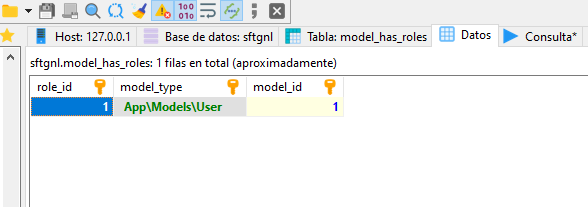 Host: 127.0.0.1 Base de datos: sftgnl Tabla: model_has_roles Datos Consulta*
sftgnl.model_has_roles: 1 filas en total (aproximadamente)
role_id model_type model_id
1 App\Models\User 1